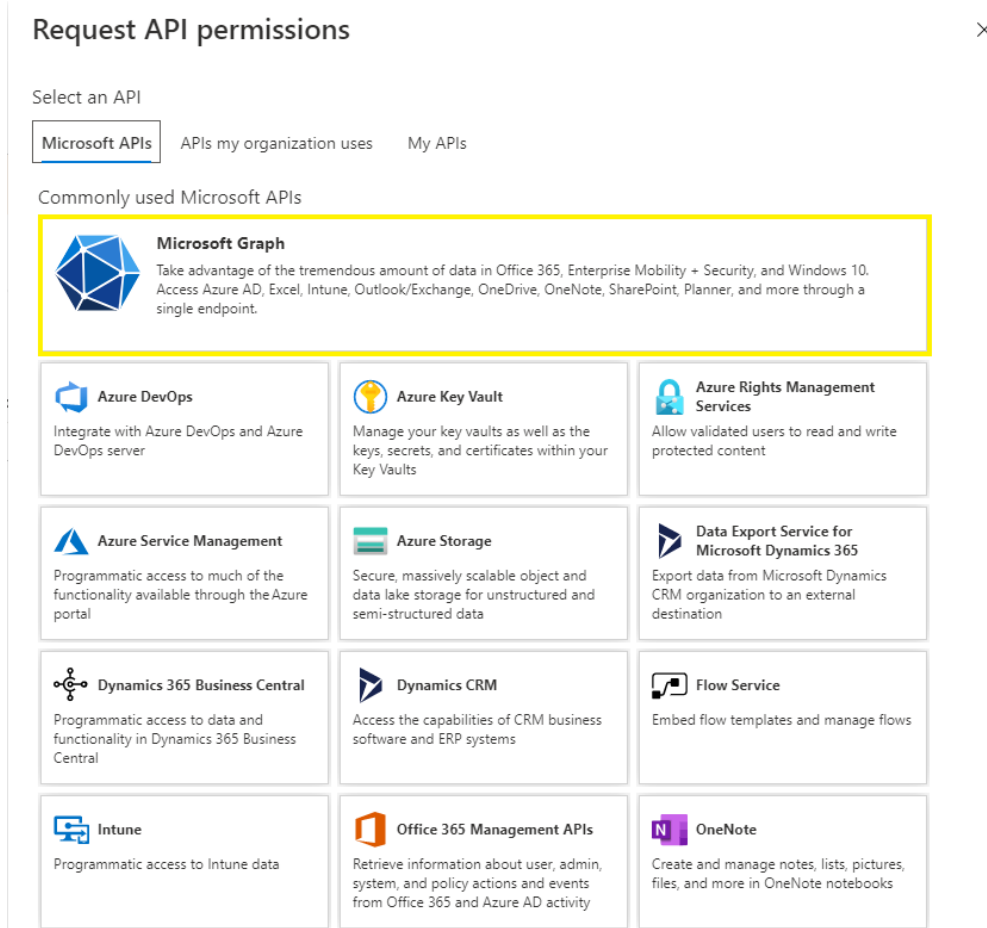 Request API permissions
Select an API
Microsoft APIs
APIs my organization uses
My APIs
Commonly used Microsoft APIs
Microsoft Graph
Take advantage of the tremendous amount of data in Office 365, Enterprise Mobility + Security, and Windows 10.
Access Azure AD, Excel, Intune, Outlook/Exchange, OneDrive, OneNote, SharePoint, Planner, and more through a
single endpoint.
Azure DevOps
Integrate with Azure DevOps and Azure
DevOps server
Azure Key Vault
Manage your key vaults as well as the
keys, secrets, and certificates within your
Key Vaults
Azure Rights Management
Services
Allow validated users to read and write
protected content
Azure Service Management
Programmatic access to much of the
functionality available through the Azure
portal
Azure Storage
Secure, massively scalable object and
data lake storage for unstructured and
semi-structured data
Data Export Service for
Microsoft Dynamics 365
Export data from Microsoft Dynamics
CRM organization to an external
destination
Dynamics 365 Business Central
Programmatic access to data and
functionality in Dynamics 365 Business
Central
Dynamics CRM
Access the capabilities of CRM business
software and ERP systems
Flow Service
Embed flow templates and manage flows
Intune
Programmatic access to Intune data
Office 365 Management APIs
Retrieve information about user, admin,
system, and policy actions and events
from Office 365 and Azure AD activity
N
OneNote
Create and manage notes, lists, pictures,
files, and more in OneNote notebooks